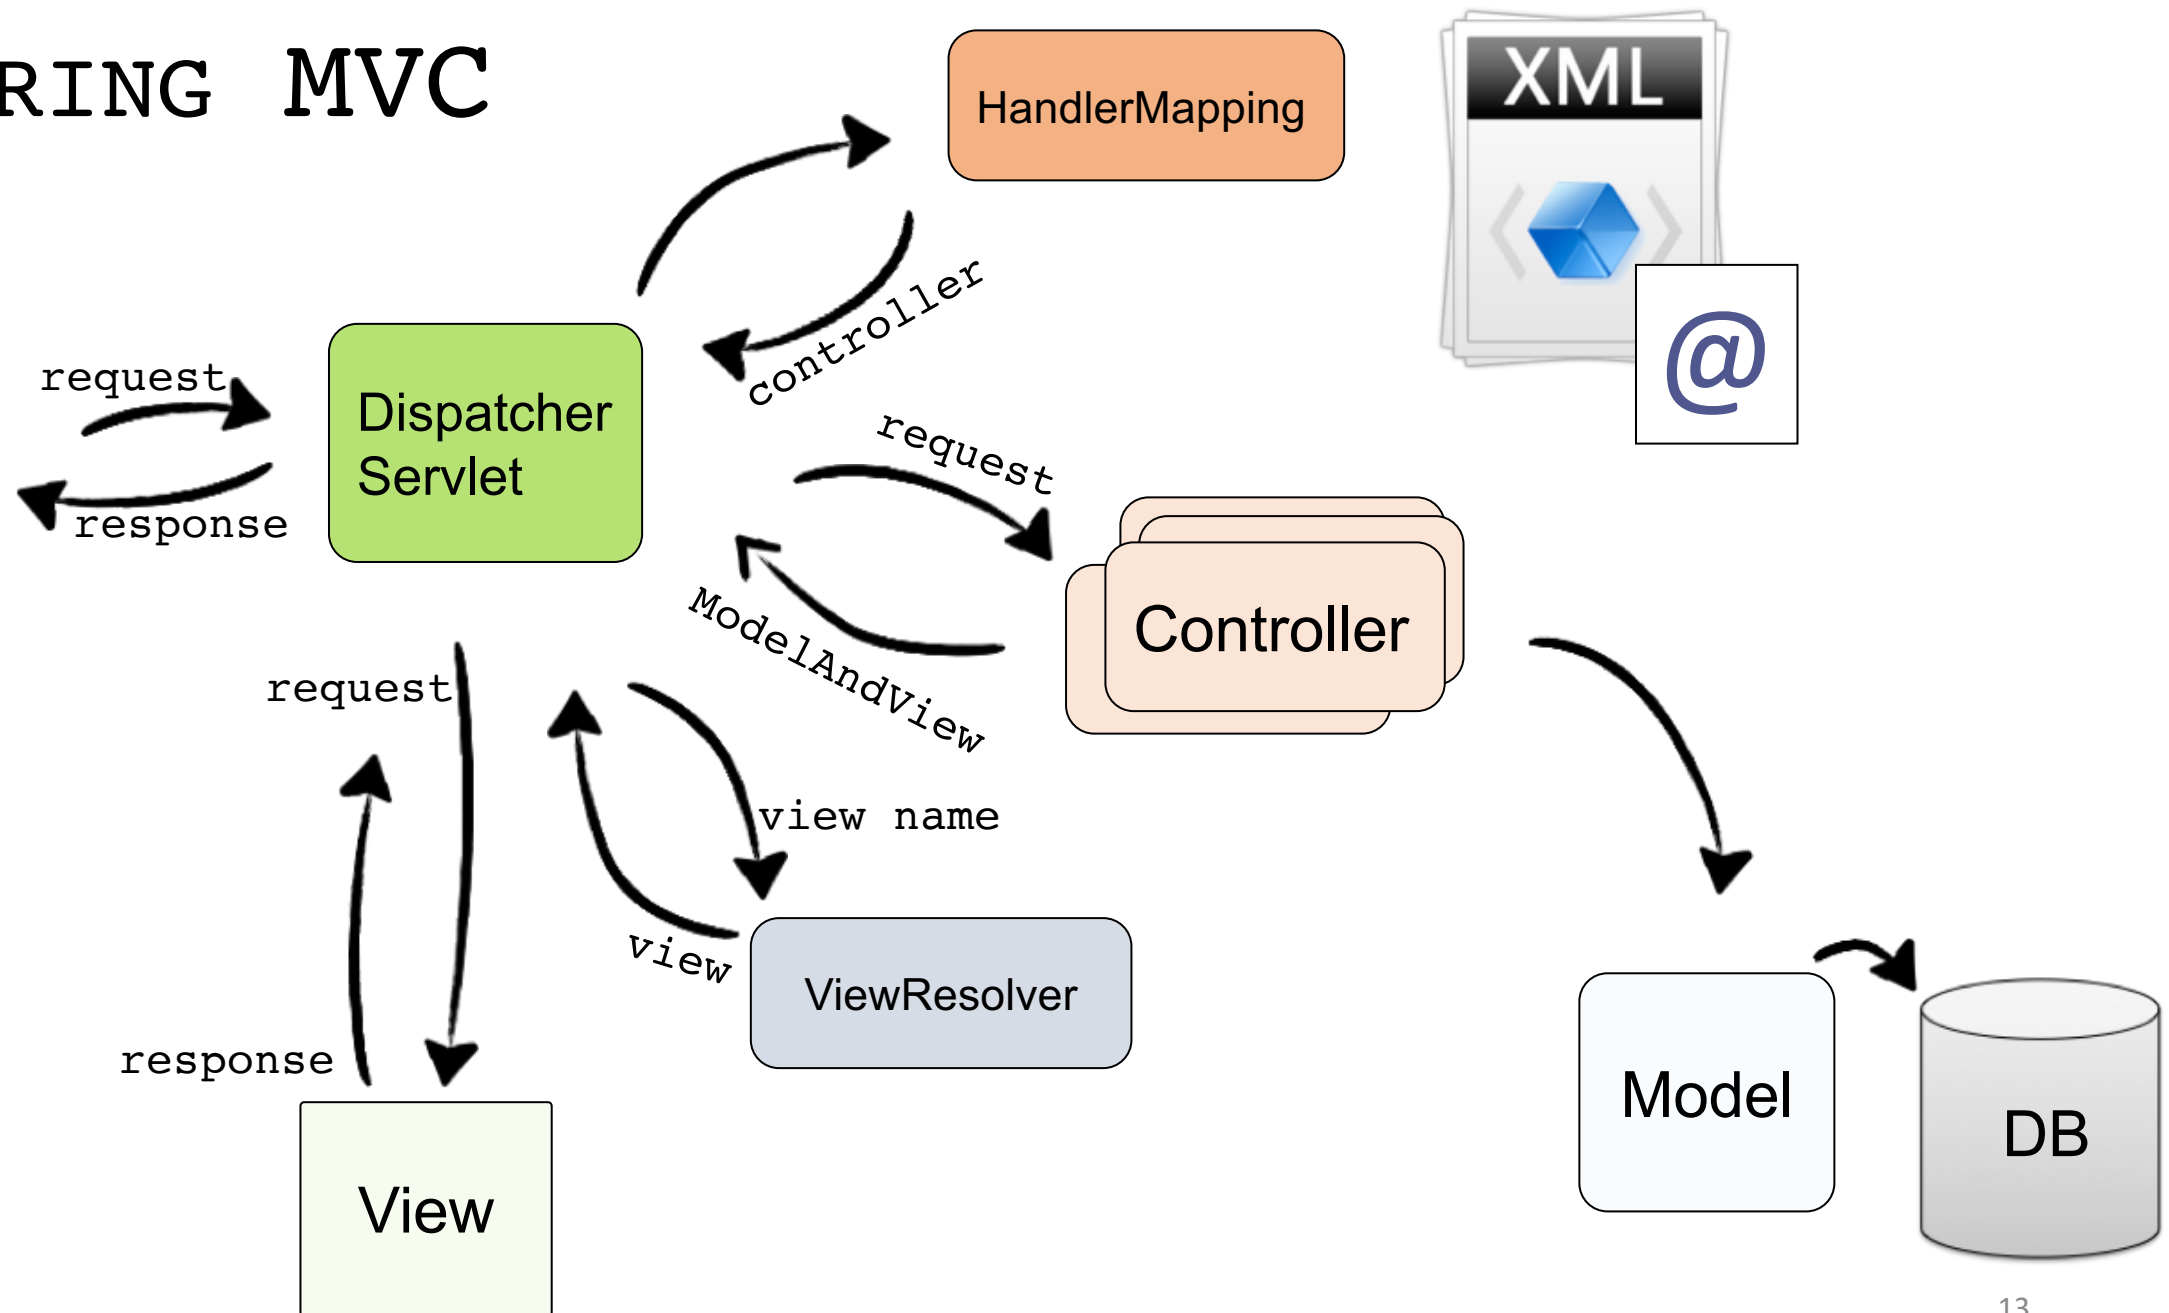 RING MVC
HandlerMapping
XML
@
controller
request
Dispatcher
Servlet
response
request
Controller
ModelAndView
request
view name
view
ViewResolver
response
View
Model
DB
13